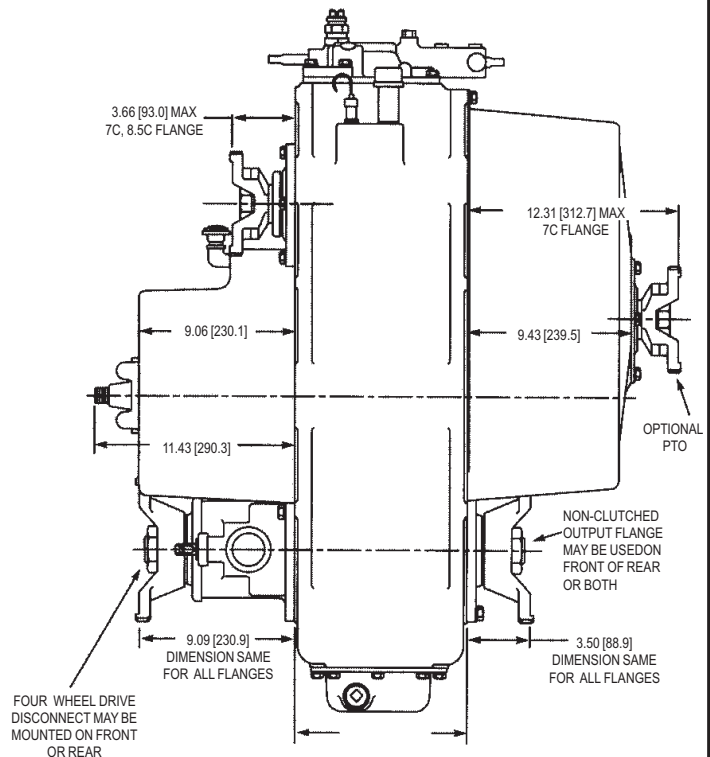 3.66 [93.0] MAX
7C, 8.5C FLANGE
12.31 [312.7] MAX
7C FLANGE
9.06 [230.1]
9.43 [239.5]
OPTIONAL
PTO
11.43 [290.3]
NON-CLUTCHED
OUTPUT FLANGE
MAY BE USEDON
FRONT OF REAR
OR BOTH
9.09 [230.9]
DIMENSION SAME
FOR ALL FLANGES
3.50 [88.9]
DIMENSION SAME
FOR ALL FLANGES
FOUR WHEEL DRIVE
DISCONNECT MAY BE
MOUNTED ON FRONT
OR REAR